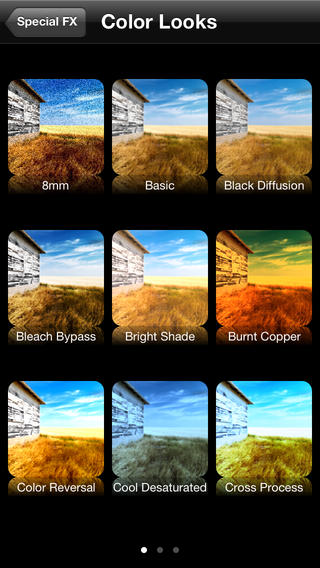 Special FX
Color Looks
8mm
Basic
Black Diffusion
Bleach Bypass
Bright Shade
Burnt Copper
Color Reversal
Cool Desaturated
Cross Process